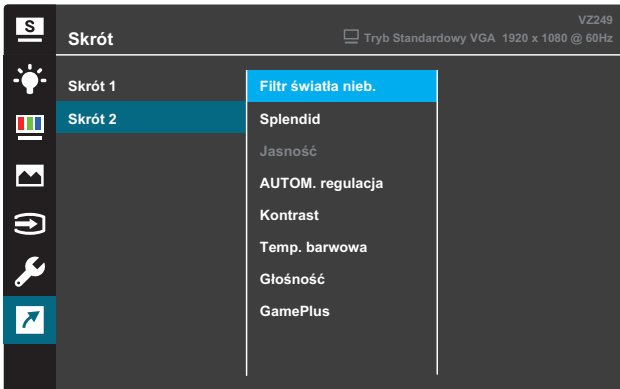 S
VZ249
Skrót
Tryb Standardowy VGA 1920 x 1080 @ 60Hz
Skrót 1
Filtr światła nieb.
Skrót 2
Splendid
Jasność
AUTOM. regulacja
Kontrast
Temp. barwowa
Głośność
GamePlus